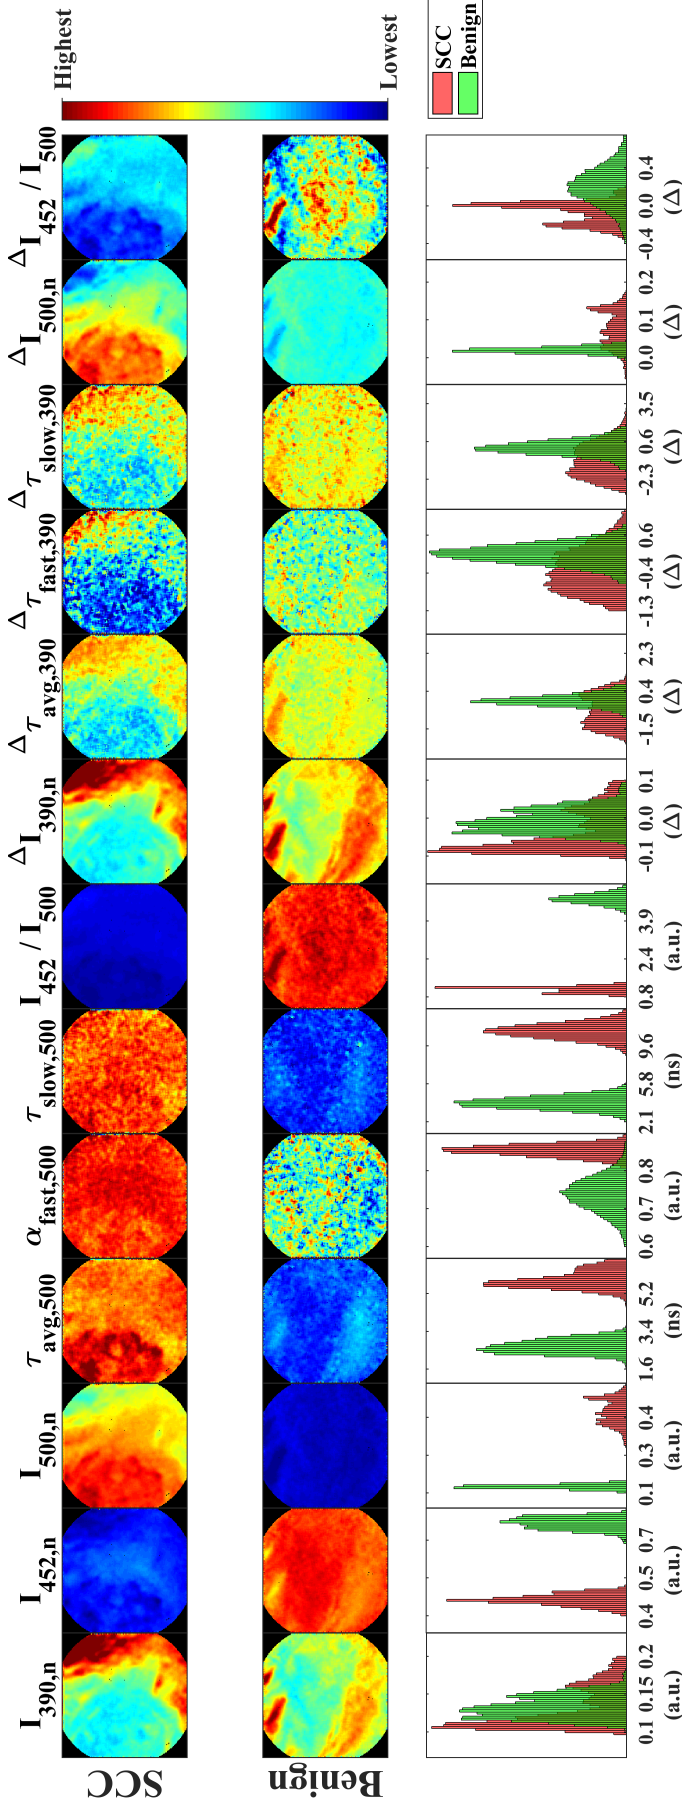 I390,n I452,n I500,n τavg,500 αfast,500 τslow,500 I452 / I500 ΔI390,n Δτavg,390 Δτfast,390 Δτslow,390 ΔI500,n ΔI452 / I500
Highest
Lowest
SCC
Benign
SCC
Benign
0.1 0.15 0.2
(a.u.)
0.4 0.5 0.7
(a.u.)
0.1 0.3 0.4
(a.u.)
1.6 3.4 5.2
(ns)
0.6 0.7 0.8
(a.u.)
2.1 5.8 9.6
(ns)
0.8 2.4 3.9
(a.u.)
-0.1 0.0 0.1
(Δ)
-1.5 0.4 2.3
(Δ)
-1.3 -0.4 0.6
(Δ)
-2.3 0.6 3.5
(Δ)
0.0 0.1 0.2
(Δ)
-0.4 0.0 0.4
(Δ)